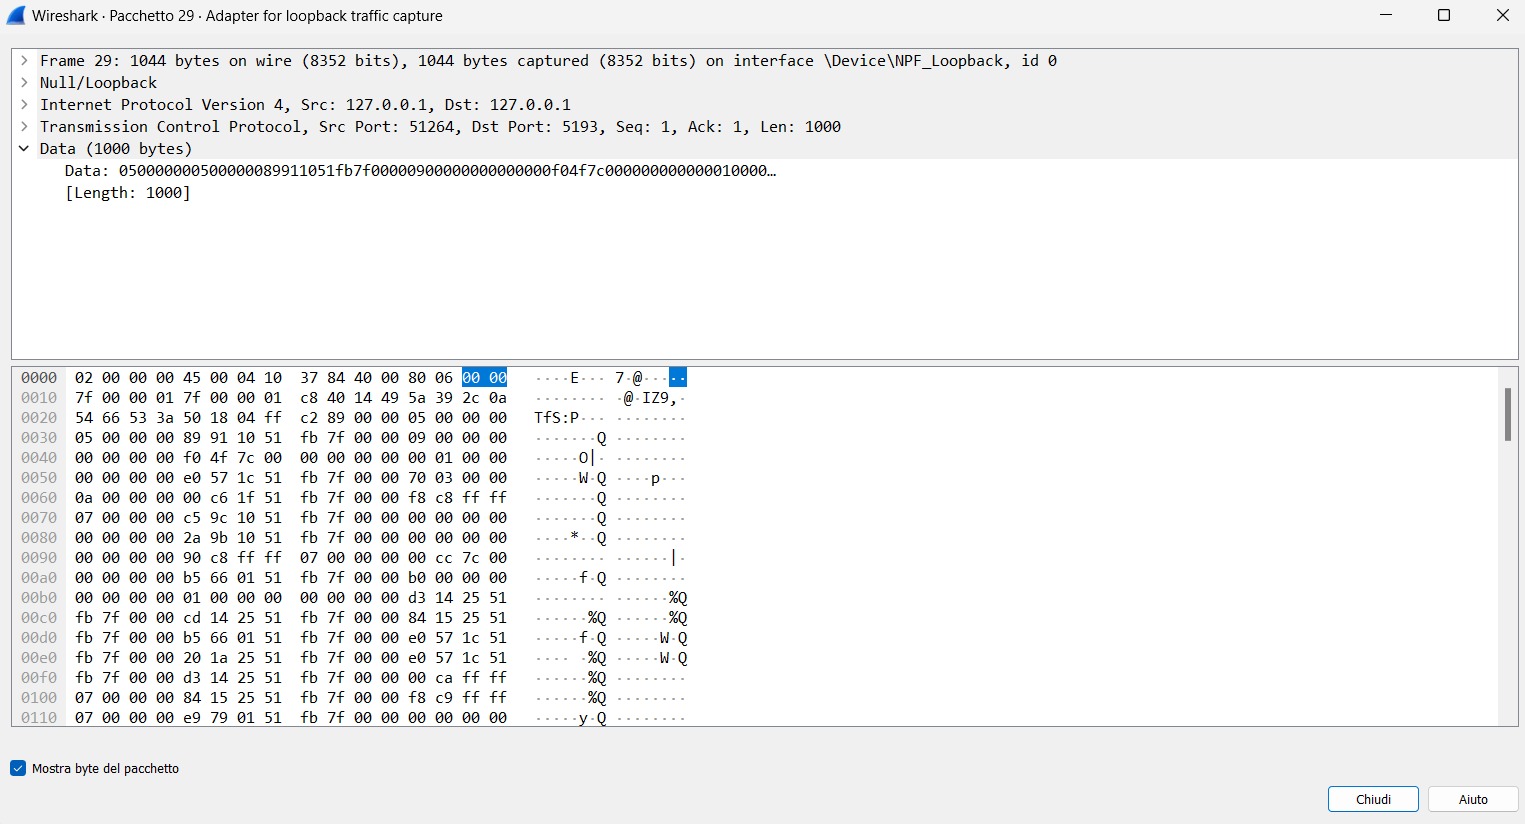 Wireshark · Pacchetto 29 · Adapter for loopback traffic capture
Frame 29: 1044 bytes on wire (8352 bits), 1044 bytes captured (8352 bits) on interface \Device\NPF_Loopback, id 0
Null/Loopback
Internet Protocol Version 4, Src: 127.0.0.1, Dst: 127.0.0.1
Transmission Control Protocol, Src Port: 51264, Dst Port: 5193, Seq: 1, Ack: 1, Len: 1000
Data (1000 bytes)
Data: 050000000500000089911051fb7f00000900000000000000f04f7c000000000000010000…
[Length: 1000]
0000 02 00 00 00 45 00 04 10 37 84 40 00 80 06 00 00 ····E··· 7·@·····
0010 7f 00 00 01 7f 00 00 01 c8 40 14 49 5a 39 2c 0a ········ ·@·IZ9,·
0020 54 66 53 3a 50 18 04 ff c2 89 00 00 05 00 00 00 TfS:P··· ········
0030 05 00 00 00 89 91 10 51 fb 7f 00 00 09 00 00 00 ·······Q ········
0040 00 00 00 00 f0 4f 7c 00 00 00 00 00 00 01 00 00 ·····O|· ········
0050 00 00 00 00 e0 57 1c 51 fb 7f 00 00 70 03 00 00 ·····W·Q ····p···
0060 0a 00 00 00 00 c6 1f 51 fb 7f 00 00 f8 c8 ff ff ·······Q ········
0070 07 00 00 00 c5 9c 10 51 fb 7f 00 00 00 00 00 00 ·······Q ········
0080 00 00 00 00 2a 9b 10 51 fb 7f 00 00 00 00 00 00 ····*··Q ········
0090 00 00 00 00 90 c8 ff ff 07 00 00 00 00 cc 7c 00 ········ ······|·
00a0 00 00 00 00 b5 66 01 51 fb 7f 00 00 b0 00 00 00 ·····f·Q ········
00b0 00 00 00 00 01 00 00 00 00 00 00 00 d3 14 25 51 ········ ······%Q
00c0 fb 7f 00 00 cd 14 25 51 fb 7f 00 00 84 15 25 51 ······%Q ······%Q
00d0 fb 7f 00 00 b5 66 01 51 fb 7f 00 00 e0 57 1c 51 ·····f·Q ·····W·Q
00e0 fb 7f 00 00 20 1a 25 51 fb 7f 00 00 e0 57 1c 51 ···· ·%Q ·····W·Q
00f0 fb 7f 00 00 d3 14 25 51 fb 7f 00 00 00 ca ff ff ······%Q ········
0100 07 00 00 00 84 15 25 51 fb 7f 00 00 f8 c9 ff ff ······%Q ········
0110 07 00 00 00 e9 79 01 51 fb 7f 00 00 00 00 00 00 ·····y·Q ········
Mostra byte del pacchetto
Chiudi
Aiuto